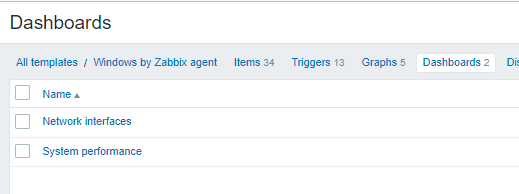 Dashboards
All templates / Windows by Zabbix agent Items 34 Triggers 13 Graphs 5 Dashboards 2
Name
Network interfaces
System performance